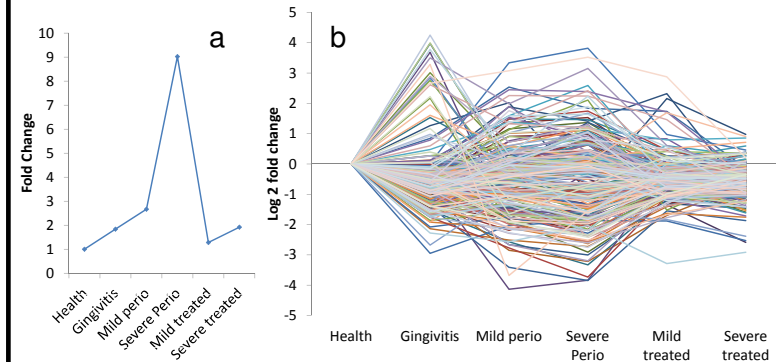 a
Fold Change
10
9
8
7
6
5
4
3
2
1
0
Health
Gingivitis
Mild perio
Severe Perio
Mild treated
Severe treated
b
Log 2 fold change
5
4
3
2
1
0
-1
-2
-3
-4
-5
Health
Gingivitis
Mild perio
Severe
Perio
Mild
treated
Severe
treated